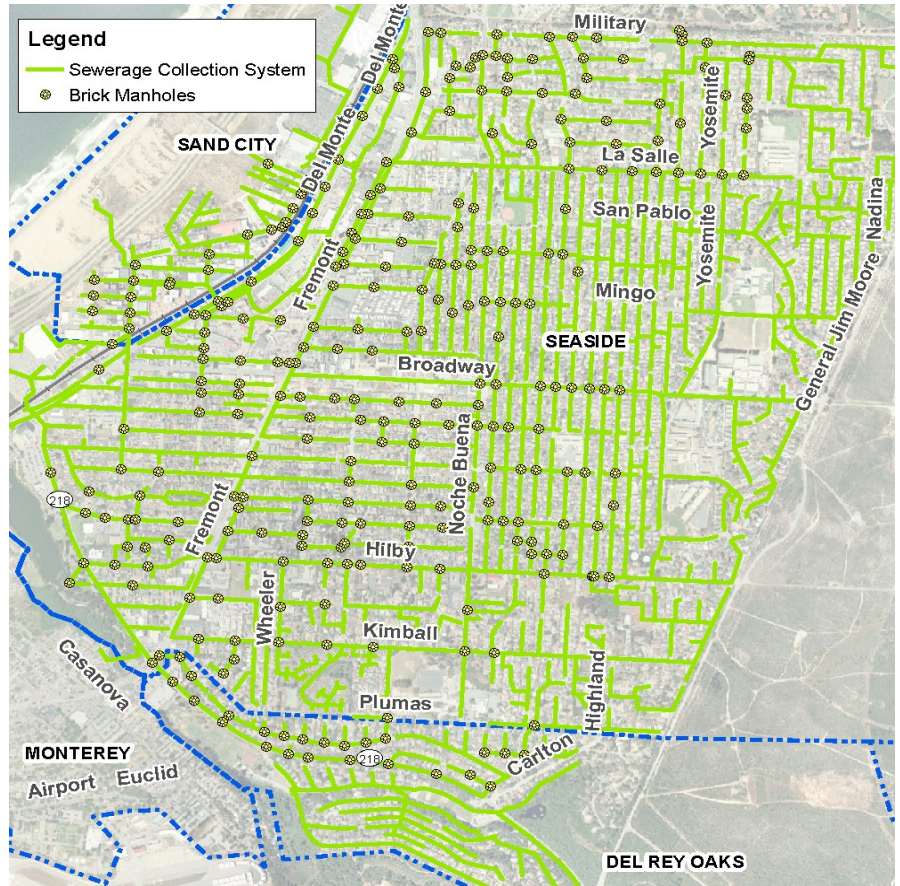 Legend
Sewerage Collection System
Brick Manholes
Del Monte
Military
SAND CITY
Del Monte
Yosemite
La Salle
San Pablo
Nadina
Yosemite
Fremont
Mingo
General Jim Moore
SEASIDE
Broadway
Noche Buena
218
Fremont
Hilby
Wheeler
Kimball
Highland
Casanova
Plumas
MONTEREY
218
Carlton
Airport
Euclid
DEL REY OAKS